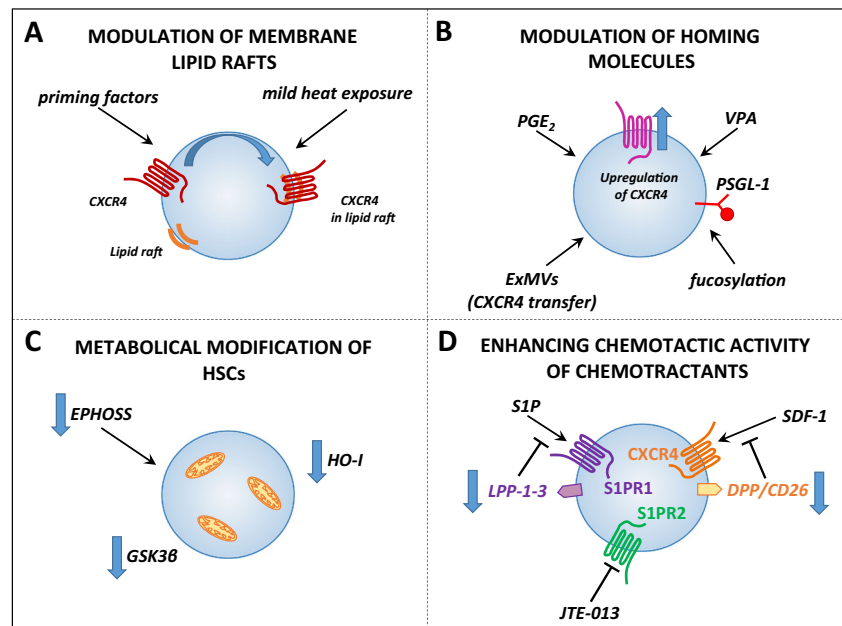 A
MODULATION OF MEMBRANE
LIPID RAFTS
priming factors
mild heat exposure
CXCR4
CXCR4
in lipid raft
Lipid raft
B
MODULATION OF HOMING
MOLECULES
PGE2
VPA
Upregulation
of CXCR4
PSGL-1
ExMVs
(CXCR4 transfer)
fucosylation
C
METABOLICAL MODIFICATION OF
HSCs
EPHOSS
HO-I
GSK3β
D
ENHANCING CHEMOTACTIC ACTIVITY
OF CHEMOTRACTANTS
S1P
SDF-1
CXCR4
LPP-1-3
S1PR1
DPP/CD26
S1PR2
JTE-013